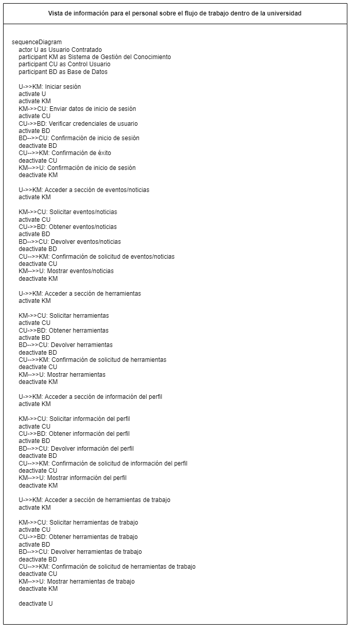 Vista de información para el personal sobre el flujo de trabajo dentro de la universidad
sequenceDiagram
actor U as Usuario Contratado
participant KM as Sistema de Gestión del Conocimiento
participant CU as Control Usuario
participant BD as Base de Datos
U->>KM: Iniciar sesión
activate U
activate KM
KM->>CU: Enviar datos de inicio de sesión
activate CU
CU->>BD: Verificar credenciales de usuario
activate BD
BD-->>CU: Confirmación de inicio de sesión
deactivate BD
CU-->>KM: Confirmación de éxito
deactivate CU
KM-->>U: Confirmación de inicio de sesión
deactivate KM
U->>KM: Acceder a sección de eventos/noticias
activate KM
KM->>CU: Solicitar eventos/noticias
activate CU
CU->>BD: Obtener eventos/noticias
activate BD
BD-->>CU: Devolver eventos/noticias
deactivate BD
CU-->>KM: Confirmación de solicitud de eventos/noticias
deactivate CU
KM-->>U: Mostrar eventos/noticias
deactivate KM
U->>KM: Acceder a sección de herramientas
activate KM
KM->>CU: Solicitar herramientas
activate CU
CU->>BD: Obtener herramientas
activate BD
BD-->>CU: Devolver herramientas
deactivate BD
CU-->>KM: Confirmación de solicitud de herramientas
deactivate CU
KM-->>U: Mostrar herramientas
deactivate KM
U->>KM: Acceder a sección de información del perfil
activate KM
KM->>CU: Solicitar información del perfil
activate CU
CU->>BD: Obtener información del perfil
activate BD
BD-->>CU: Devolver información del perfil
deactivate BD
CU-->>KM: Confirmación de solicitud de información del perfil
deactivate CU
KM-->>U: Mostrar información del perfil
deactivate KM
U->>KM: Acceder a sección de herramientas de trabajo
activate KM
KM->>CU: Solicitar herramientas de trabajo
activate CU
CU->>BD: Obtener herramientas de trabajo
activate BD
BD-->>CU: Devolver herramientas de trabajo
deactivate BD
CU-->>KM: Confirmación de solicitud de herramientas de trabajo
deactivate CU
KM-->>U: Mostrar herramientas de trabajo
deactivate KM
deactivate U